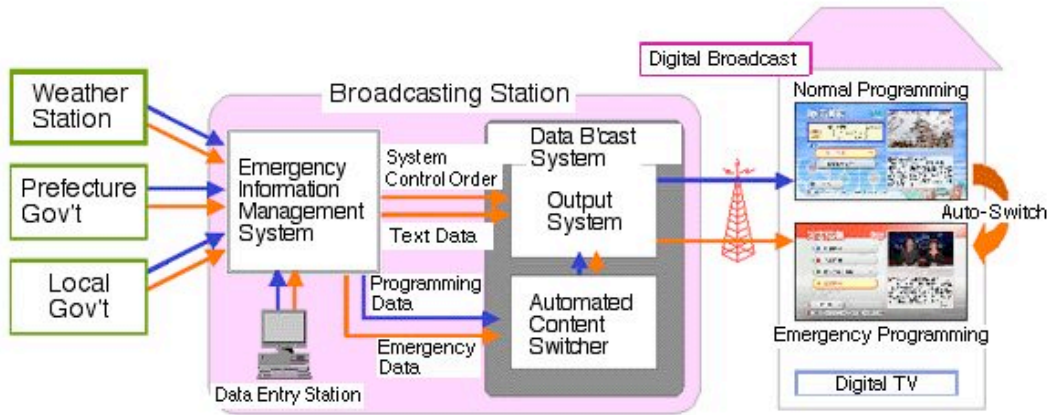 Weather
Station
Prefecture
Gov't
Local
Gov't
Broadcasting Station
Emergency
Information
Management
System
Data Entry Station
System
Control Order
Text Data
Programming
Data
Emergency
Data
Data B'cast
System
Output
System
Automated
Content
Switcher
Digital Broadcast
Normal Programming
Auto-Switch
Emergency Programming
Digital TV